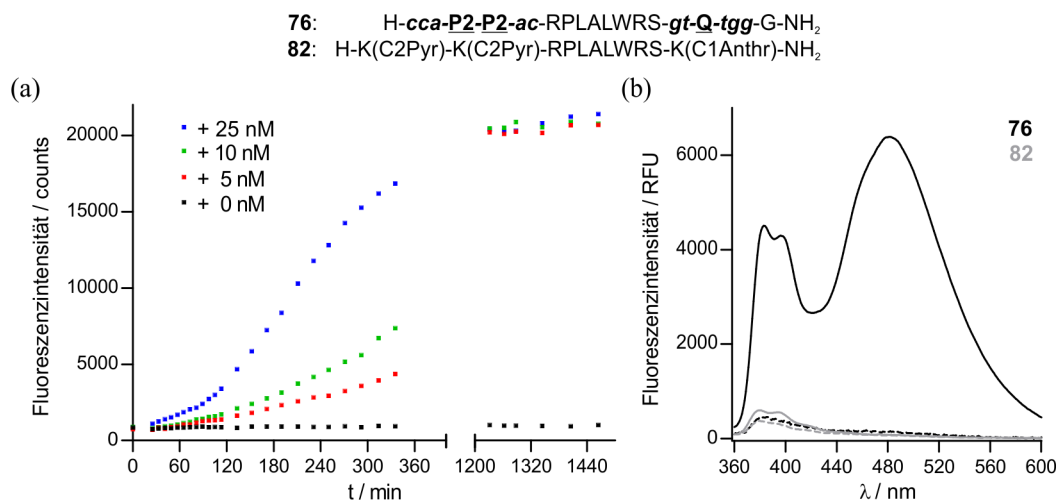 76: H-cca-P2-P2-ac-RPLALWRS-gt-Q-tgg-G-NH₂
82: H-K(C2Pyr)-K(C2Pyr)-RPLALWRS-K(C1Anthr)-NH₂
(a)
Fluoreszenzintensität / counts
20000
15000
10000
5000
0
+ 25 nM
+ 10 nM
+ 5 nM
+ 0 nM
0 60 120 180 240 300 360 1200 1320 1440
t / min
(b)
Fluoreszenzintensität / RFU
6000
4000
2000
0
76
82
360 400 440 480 520 560 600
λ / nm